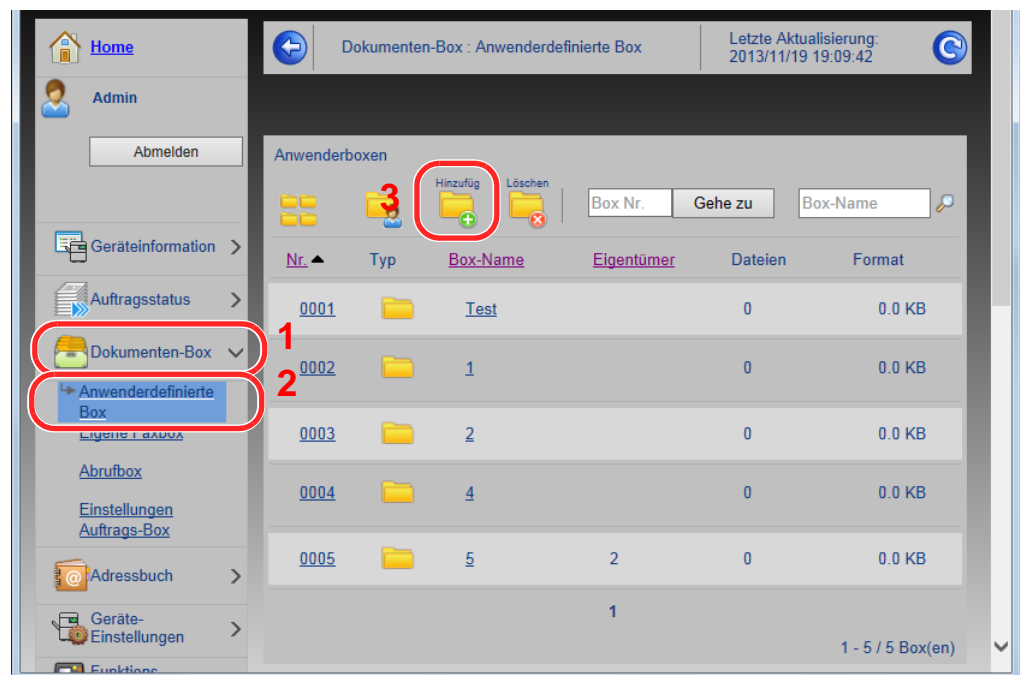 Home
Admin
Abmelden
Geräteinformation
Auftragsstatus
Dokumenten-Box
1
Anwenderdefinierte
Box
2
Eigene Faxbox
Abrufbox
Einstellungen
Auftrags-Box
Adressbuch
Geräte-
Einstellungen
Funktions
Dokumenten-Box : Anwenderdefinierte Box
Letzte Aktualisierung:
2013/11/19 19:09:42
Anwenderboxen
3
Hinzufüg
Löschen
Box Nr.
Gehe zu
Box-Name
Nr. Typ Box-Name Eigentümer Dateien Format
0001 Test 0 0.0 KB
0002 1 0 0.0 KB
0003 2 0 0.0 KB
0004 4 0 0.0 KB
0005 5 2 0 0.0 KB
1
1 - 5 / 5 Box(en)